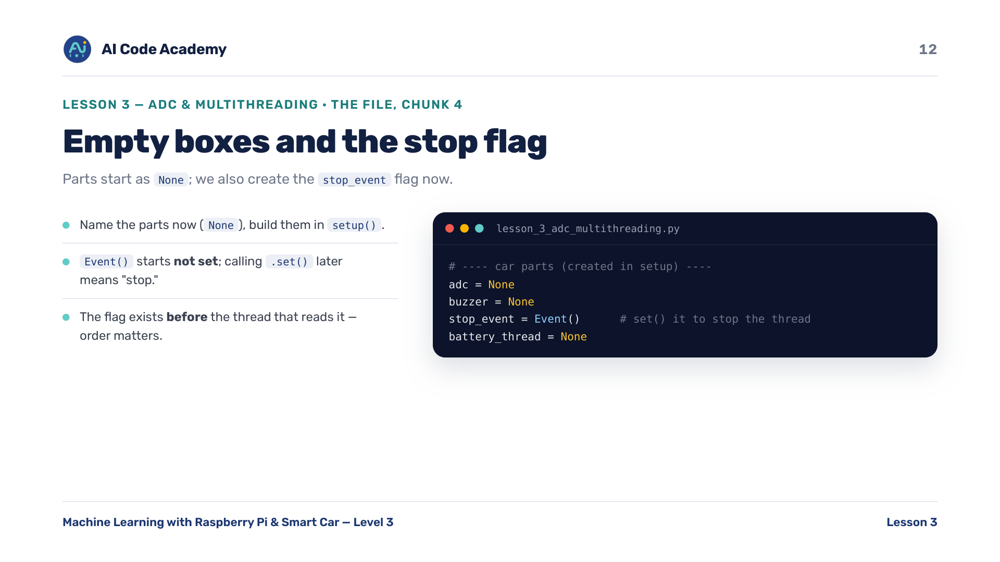 AI Code Academy
12
LESSON 3 — ADC & MULTITHREADING • THE FILE, CHUNK 4
Empty boxes and the stop flag
Parts start as None; we also create the stop_event flag now.
Name the parts now (None), build them in setup().
Event() starts not set; calling .set() later
means "stop."
The flag exists before the thread that reads it —
order matters.
lesson_3_adc_multithreading.py
# ---- car parts (created in setup) ----
adc = None
buzzer = None
stop_event = Event()      # set() it to stop the thread
battery_thread = None
Machine Learning with Raspberry Pi & Smart Car — Level 3
Lesson 3